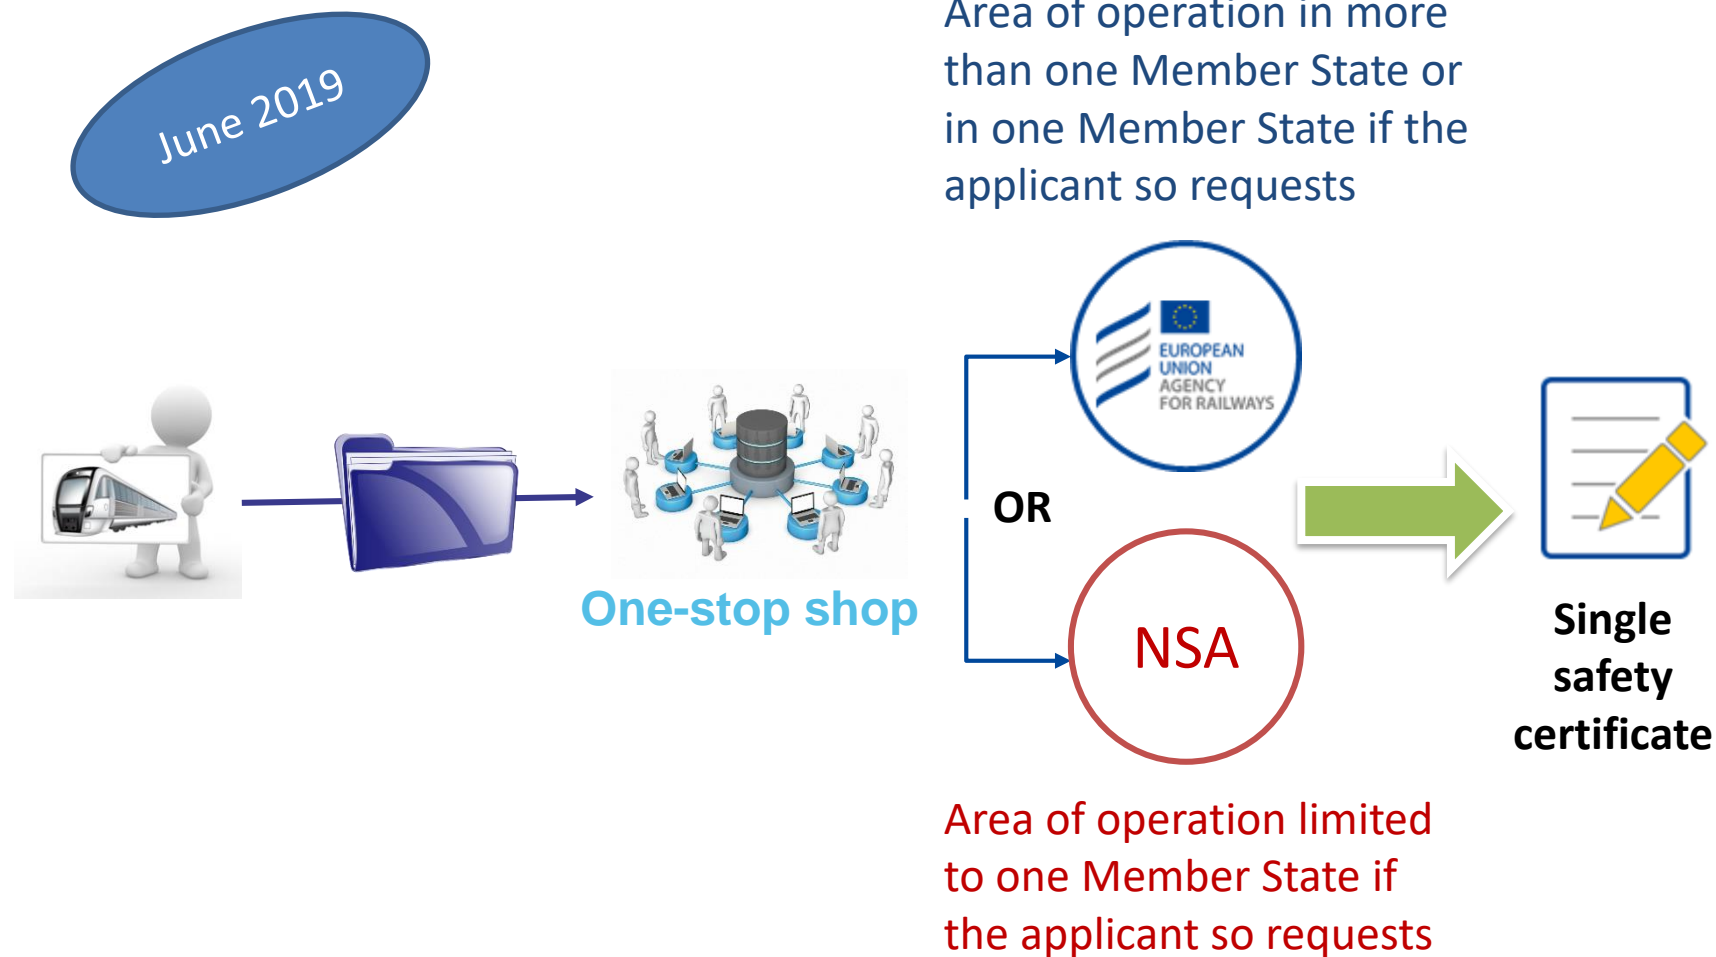 June 2019
Area of operation in more
than one Member State or
in one Member State if the
applicant so requests
EUROPEAN
UNION
AGENCY
FOR RAILWAYS
One-stop shop
OR
NSA
Single
safety
certificate
Area of operation limited
to one Member State if
the applicant so requests